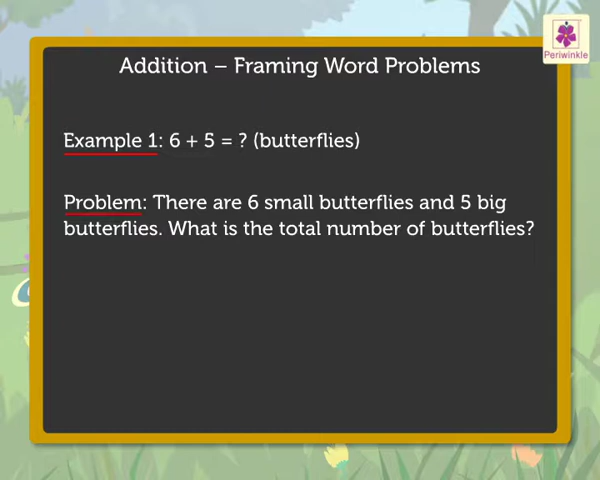 Periwinkle
Addition – Framing Word Problems
Example 1: 6 + 5 = ? (butterflies)
Problem: There are 6 small butterflies and 5 big
butterflies. What is the total number of butterflies?